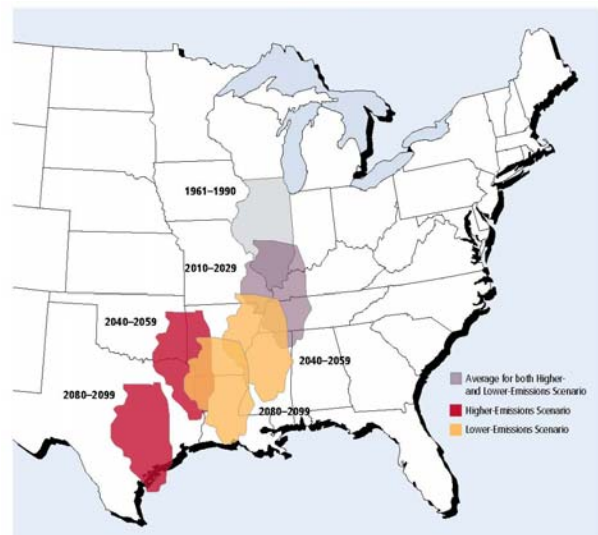 1961–1990
2010–2029
2040–2059
2040–2059
2080–2099
2080–2099
Average for both Higher-
and Lower-Emissions Scenario
Higher-Emissions Scenario
Lower-Emissions Scenario